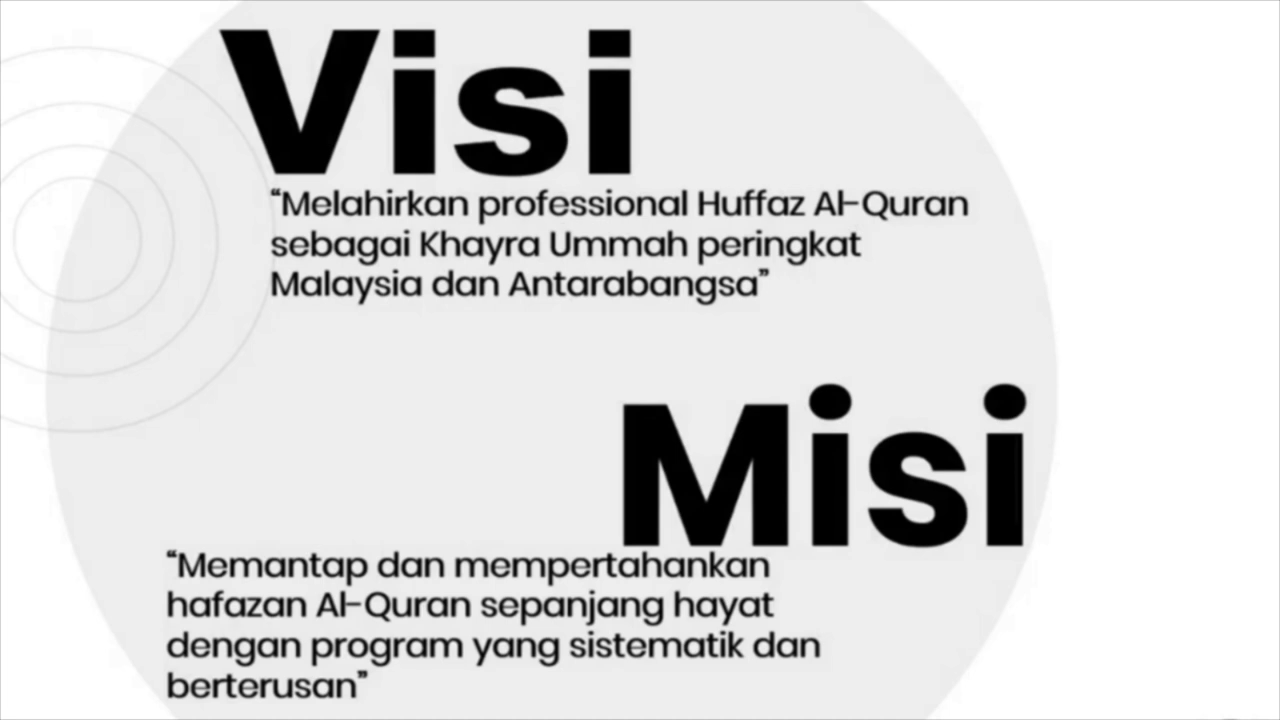 Visi
“Melahirkan professional Huffaz Al-Quran
sebagai Khayra Ummah peringkat
Malaysia dan Antarabangsa”
Misi
“Memantap dan mempertahankan
hafazan Al-Quran sepanjang hayat
dengan program yang sistematik dan
berterusan”